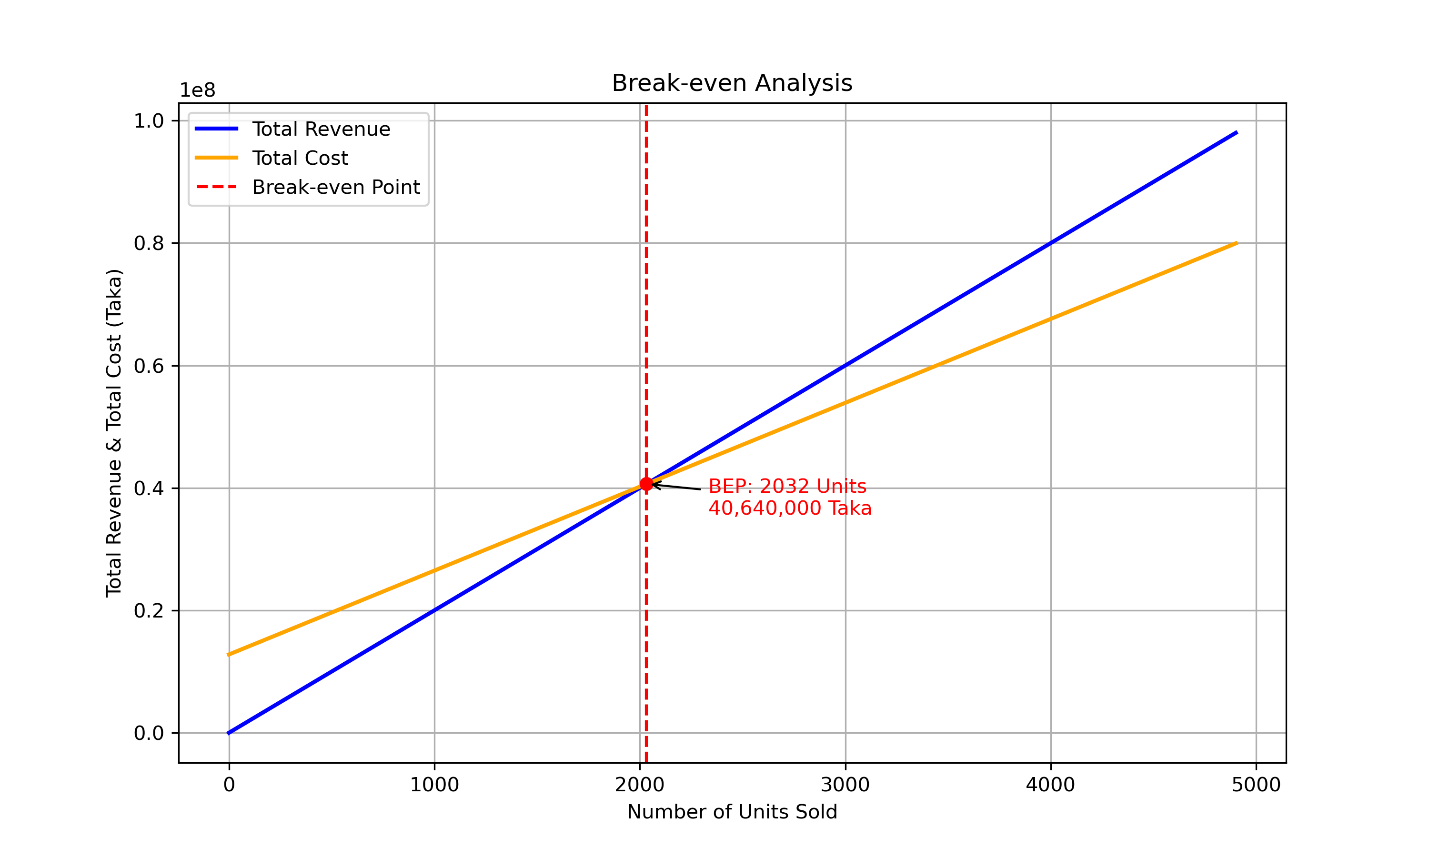 Break-even Analysis
1e8
Total Revenue
Total Cost
Break-even Point
1.0
0.8
0.6
0.4
0.2
0.0
Total Revenue & Total Cost (Taka)
BEP: 2032 Units
40,640,000 Taka
0 1000 2000 3000 4000 5000
Number of Units Sold